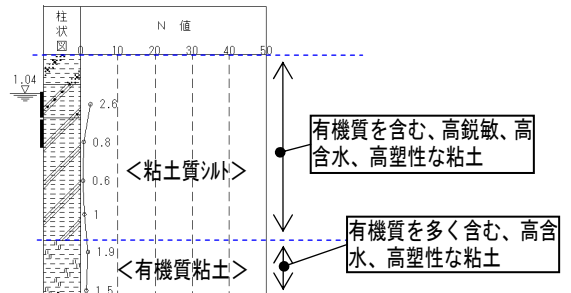 柱状図
N 値
0 10 20 30 40 50
1.04
2.6
有機質を含む、高鋭敏、高
含水、高塑性な粘土
0.8
<粘土質シルト>
0.6
1
有機質を多く含む、高含
水、高塑性な粘土
1.9
<有機質粘土>
1.5